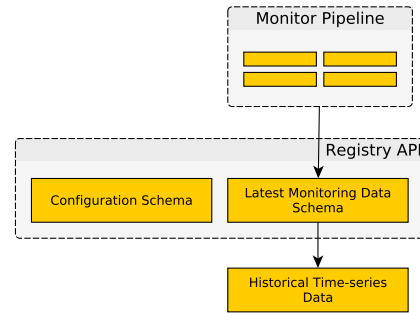 Monitor Pipeline
Registry API
Configuration Schema
Latest Monitoring Data
Schema
Historical Time-series
Data